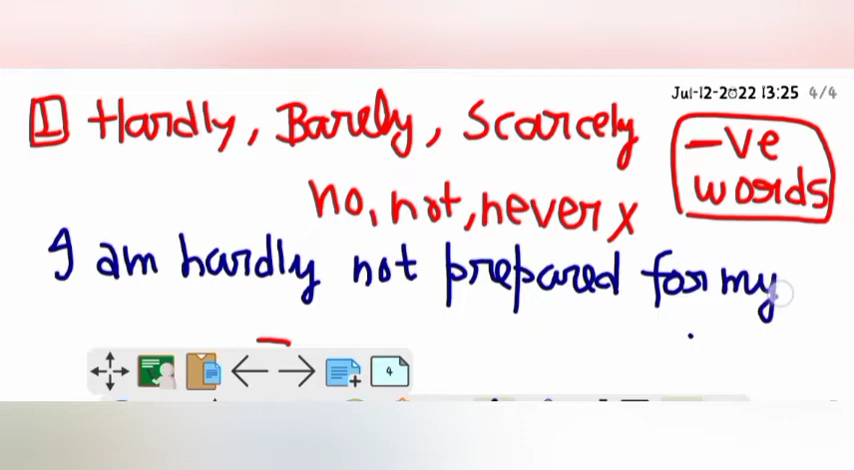 Jul-12-2022 13:25 4/4
1 Hardly, Barely, Scarcely
-ve
words
no, not, never x
I am hardly not prepared for my
4